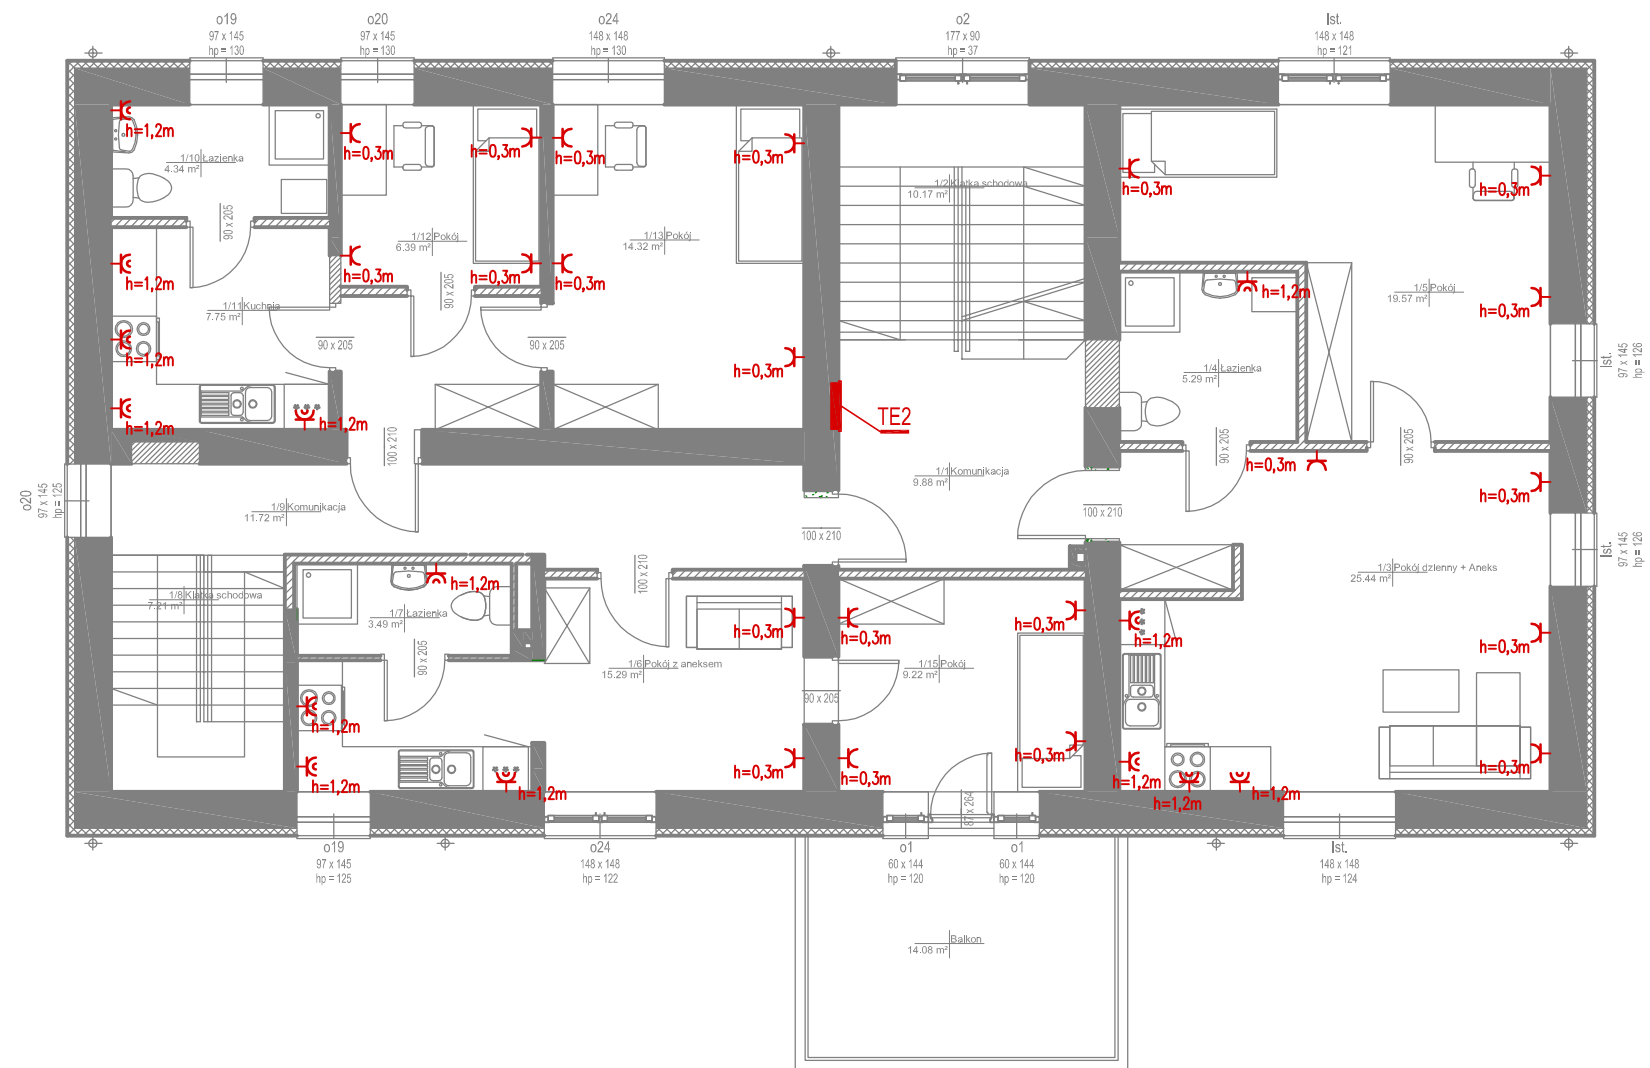 o19
97 x 145
hp = 130
o20
97 x 145
hp = 130
o24
148 x 148
hp = 130
o2
177 x 90
hp = 37
Ist.
148 x 148
hp = 121
h=1,2m
1/10 Łazienka
4.34 m²
90 x 205
h=0,3m
h=0,3m
1/12 Pokój
6.39 m²
h=0,3m
h=0,3m
90 x 205
h=0,3m
h=0,3m
1/13 Pokój
14.32 m²
h=0,3m
h=0,3m
1/2 Klatka schodowa
10.17 m²
h=0,3m
h=0,3m
1/5 Pokój
19.57 m²
h=0,3m
h=1,2m
1/4 Łazienka
5.29 m²
Ist.
97 x 145
hp = 126
h=1,2m
1/11 Kuchnia
7.75 m²
h=1,2m
h=1,2m
h=1,2m
90 x 205
90 x 205
TE2
100 x 210
90 x 205
90 x 205
h=0,3m
h=0,3m
1/1 Komunikacja
9.88 m²
o20
97 x 145
hp = 125
1/9 Komunikacja
11.72 m²
100 x 210
100 x 210
100 x 210
Ist.
97 x 145
hp = 126
1/8 Klatka schodowa
7.21 m²
h=1,2m
1/7 Łazienka
3.49 m²
90 x 205
1/6 Pokój z aneksem
15.29 m²
h=0,3m
h=0,3m
h=0,3m
1/15 Pokój
9.22 m²
90 x 205
1/3 Pokój dzienny + Aneks
25.44 m²
h=1,2m
h=0,3m
h=1,2m
h=1,2m
h=1,2m
h=0,3m
h=0,3m
h=0,3m
h=1,2m
h=1,2m
h=1,2m
h=0,3m
87 x 264
o19
97 x 145
hp = 125
o24
148 x 148
hp = 122
o1
60 x 144
hp = 120
o1
60 x 144
hp = 120
Ist.
148 x 148
hp = 124
Balkon
14.08 m²